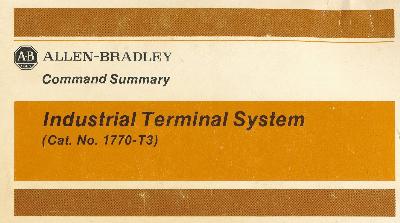 AB ALLEN-BRADLEY
Command Summary
Industrial Terminal System
(Cat. No. 1770-T3)